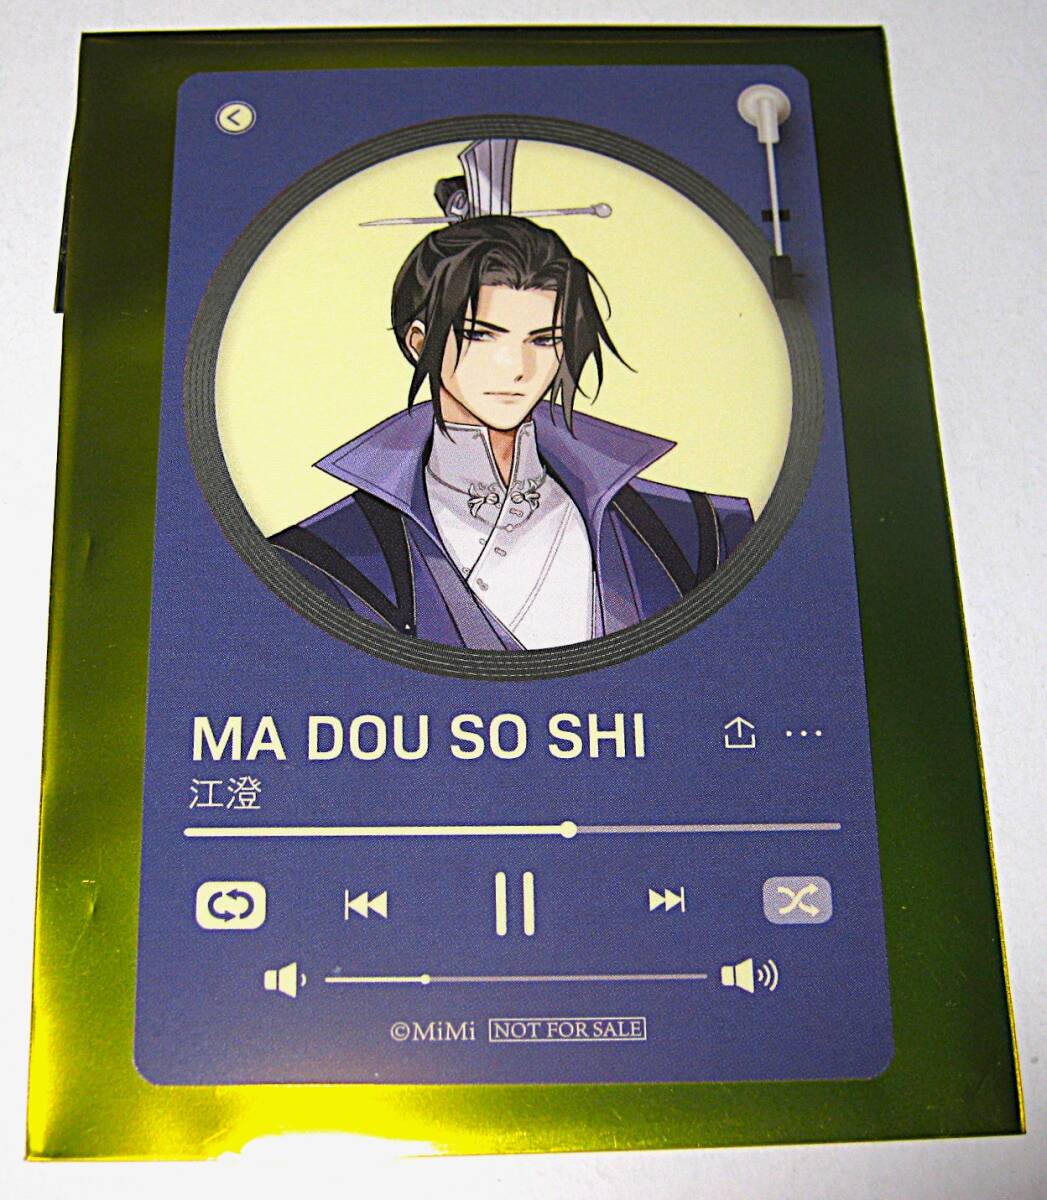 MA DOU SO SHI
江澄
©MiMi NOT FOR SALE